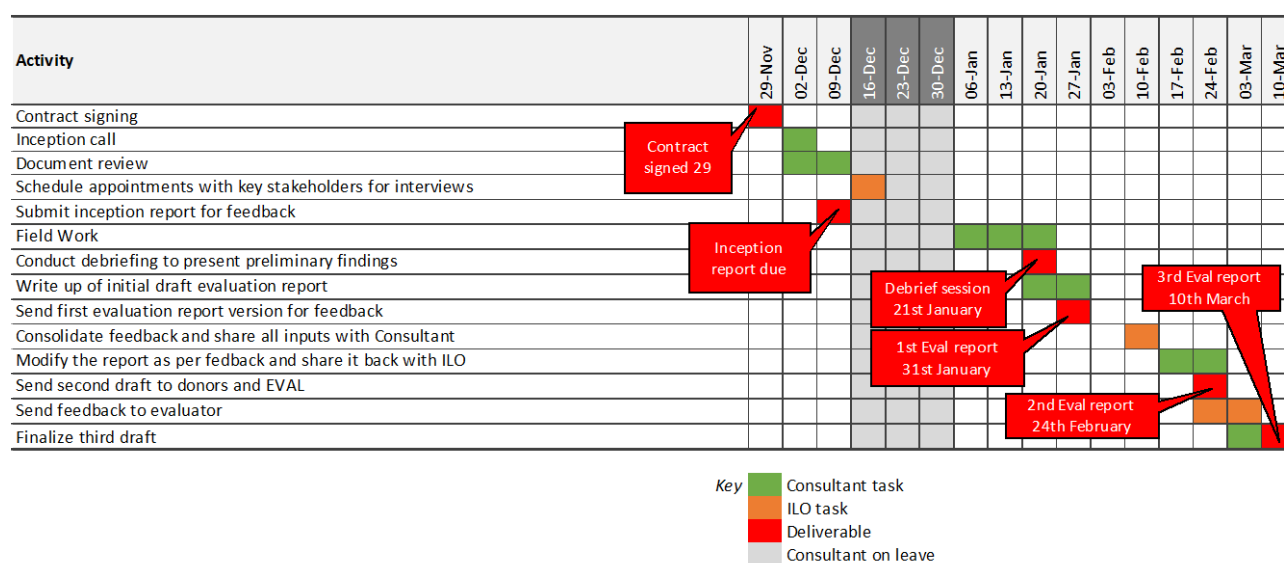 Activity
29-Nov
02-Dec
09-Dec
16-Dec
23-Dec
30-Dec
06-Jan
13-Jan
20-Jan
27-Jan
03-Feb
10-Feb
17-Feb
24-Feb
03-Mar
10-Mar
Contract signing
Inception call
Document review
Schedule appointments with key stakeholders for interviews
Submit inception report for feedback
Field Work
Conduct debriefing to present preliminary findings
Write up of initial draft evaluation report
Send first evaluation report version for feedback
Consolidate feedback and share all inputs with Consultant
Modify the report as per fedback and share it back with ILO
Send second draft to donors and EVAL
Send feedback to evaluator
Finalize third draft
Contract
signed 29
Inception
report due
Debrief session
21st January
1st Eval report
31st January
2nd Eval report
24th February
3rd Eval report
10th March
Key
Consultant task
ILO task
Deliverable
Consultant on leave